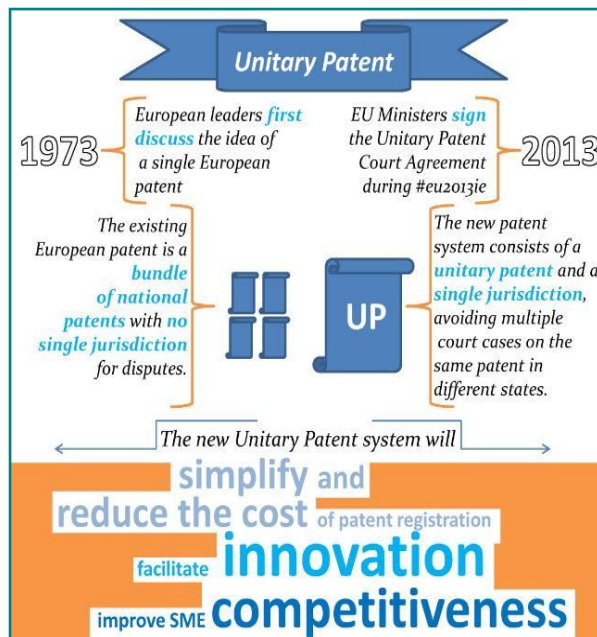 Unitary Patent
1973
European leaders first
discuss the idea of
a single European
patent
EU Ministers sign
the Unitary Patent
Court Agreement
during #eu2013ie
2013
The existing
European patent is a
bundle
of national
patents with no
single jurisdiction
for disputes.
UP
The new patent
system consists of a
unitary patent and a
single jurisdiction,
avoiding multiple
court cases on the
same patent in
different states.
The new Unitary Patent system will
simplify and
reduce the cost of patent registration
facilitate innovation
improve SME competitiveness